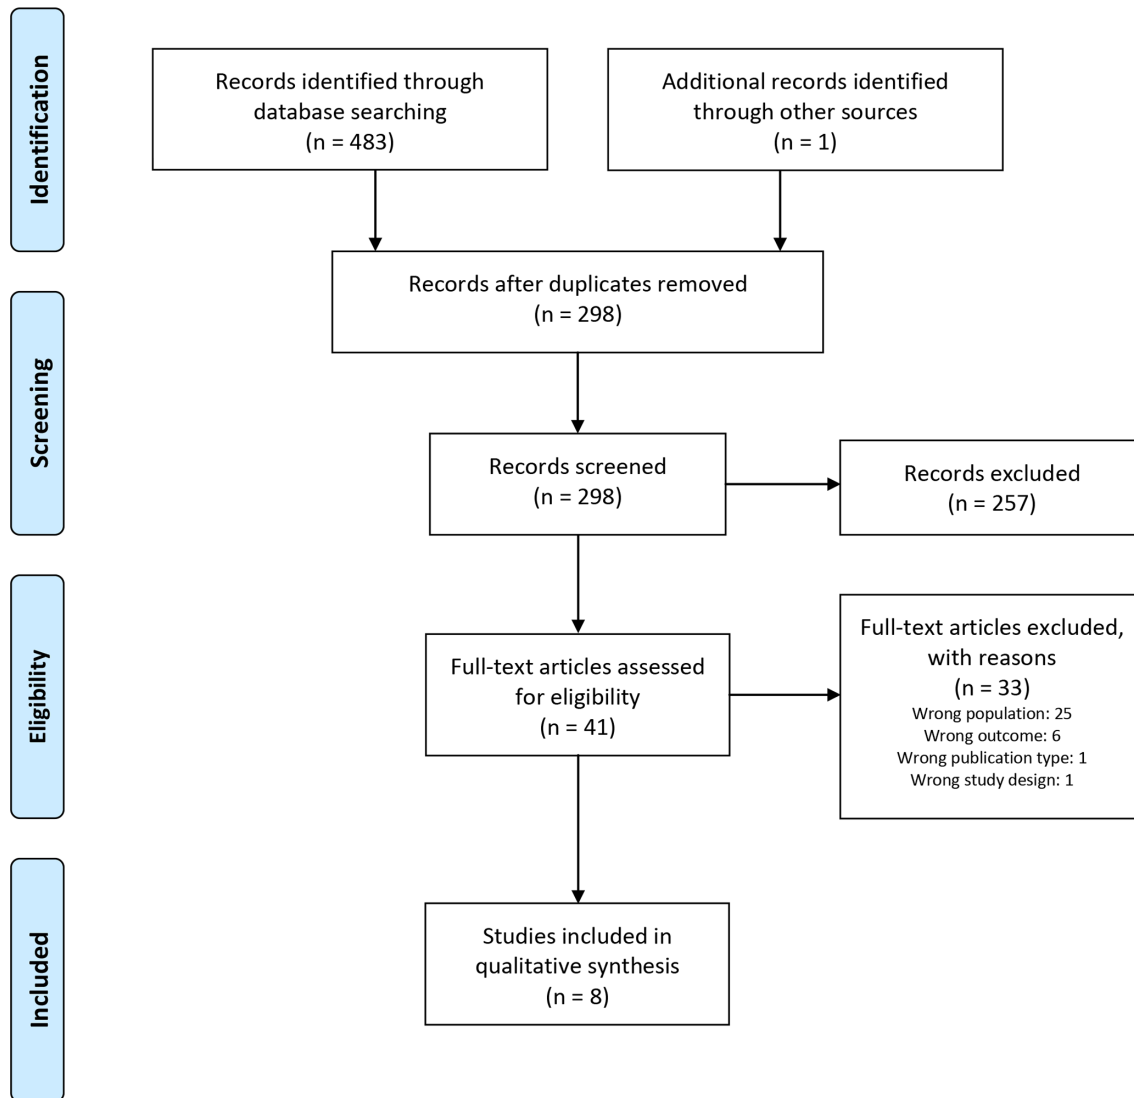 Identification
Records identified through
database searching
(n = 483)
Additional records identified
through other sources
(n = 1)
Records after duplicates removed
(n = 298)
Screening
Records screened
(n = 298)
Records excluded
(n = 257)
Eligibility
Full-text articles assessed
for eligibility
(n = 41)
Full-text articles excluded,
with reasons
(n = 33)
Wrong population: 25
Wrong outcome: 6
Wrong publication type: 1
Wrong study design: 1
Included
Studies included in
qualitative synthesis
(n = 8)